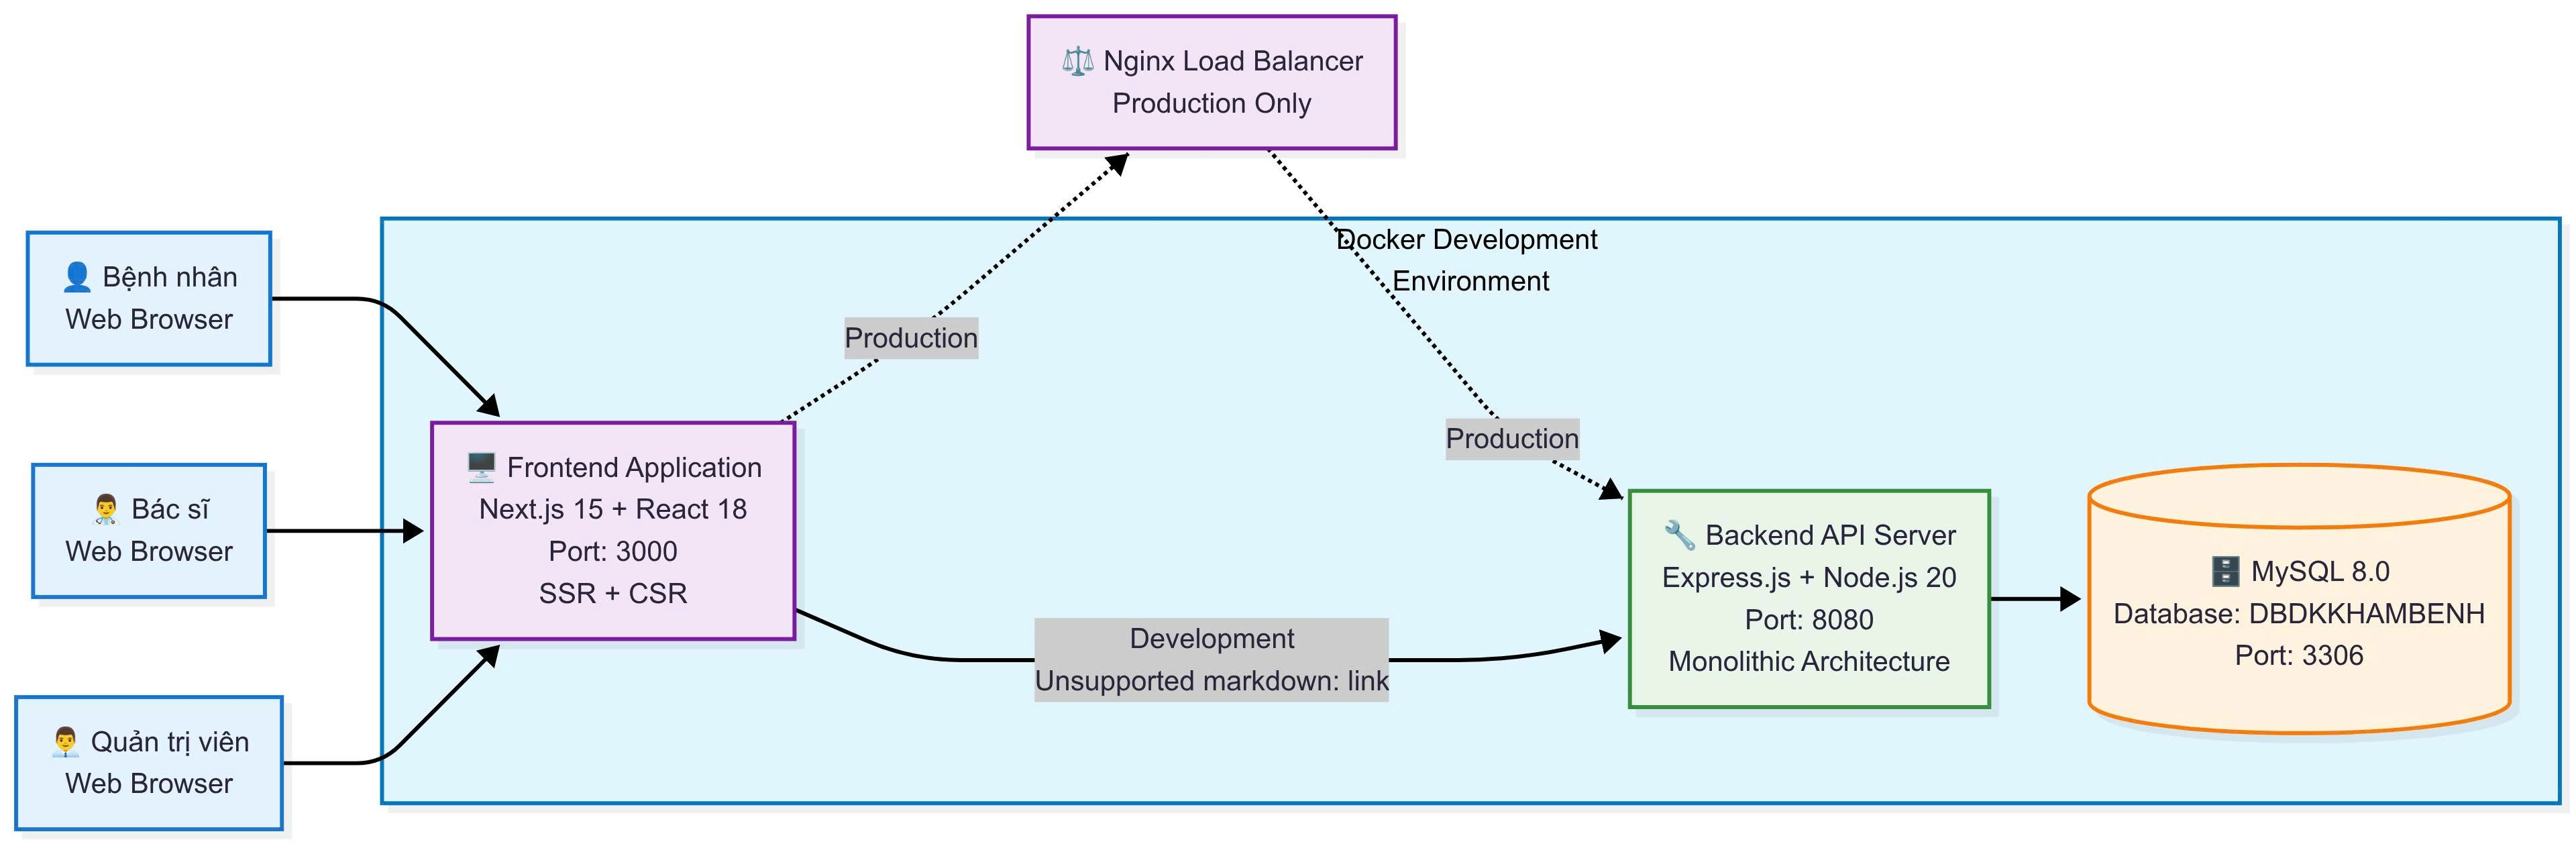 ⚖️ Nginx Load Balancer
Production Only
Docker Development
Environment
👤 Bệnh nhân
Web Browser
Production
Production
👨‍⚕️ Bác sĩ
Web Browser
🖥️ Frontend Application
Next.js 15 + React 18
Port: 3000
SSR + CSR
🔧 Backend API Server
Express.js + Node.js 20
Port: 8080
Monolithic Architecture
🗄️ MySQL 8.0
Database: DBDKKHAMBENH
Port: 3306
Development
Unsupported markdown: link
👨‍💼 Quản trị viên
Web Browser